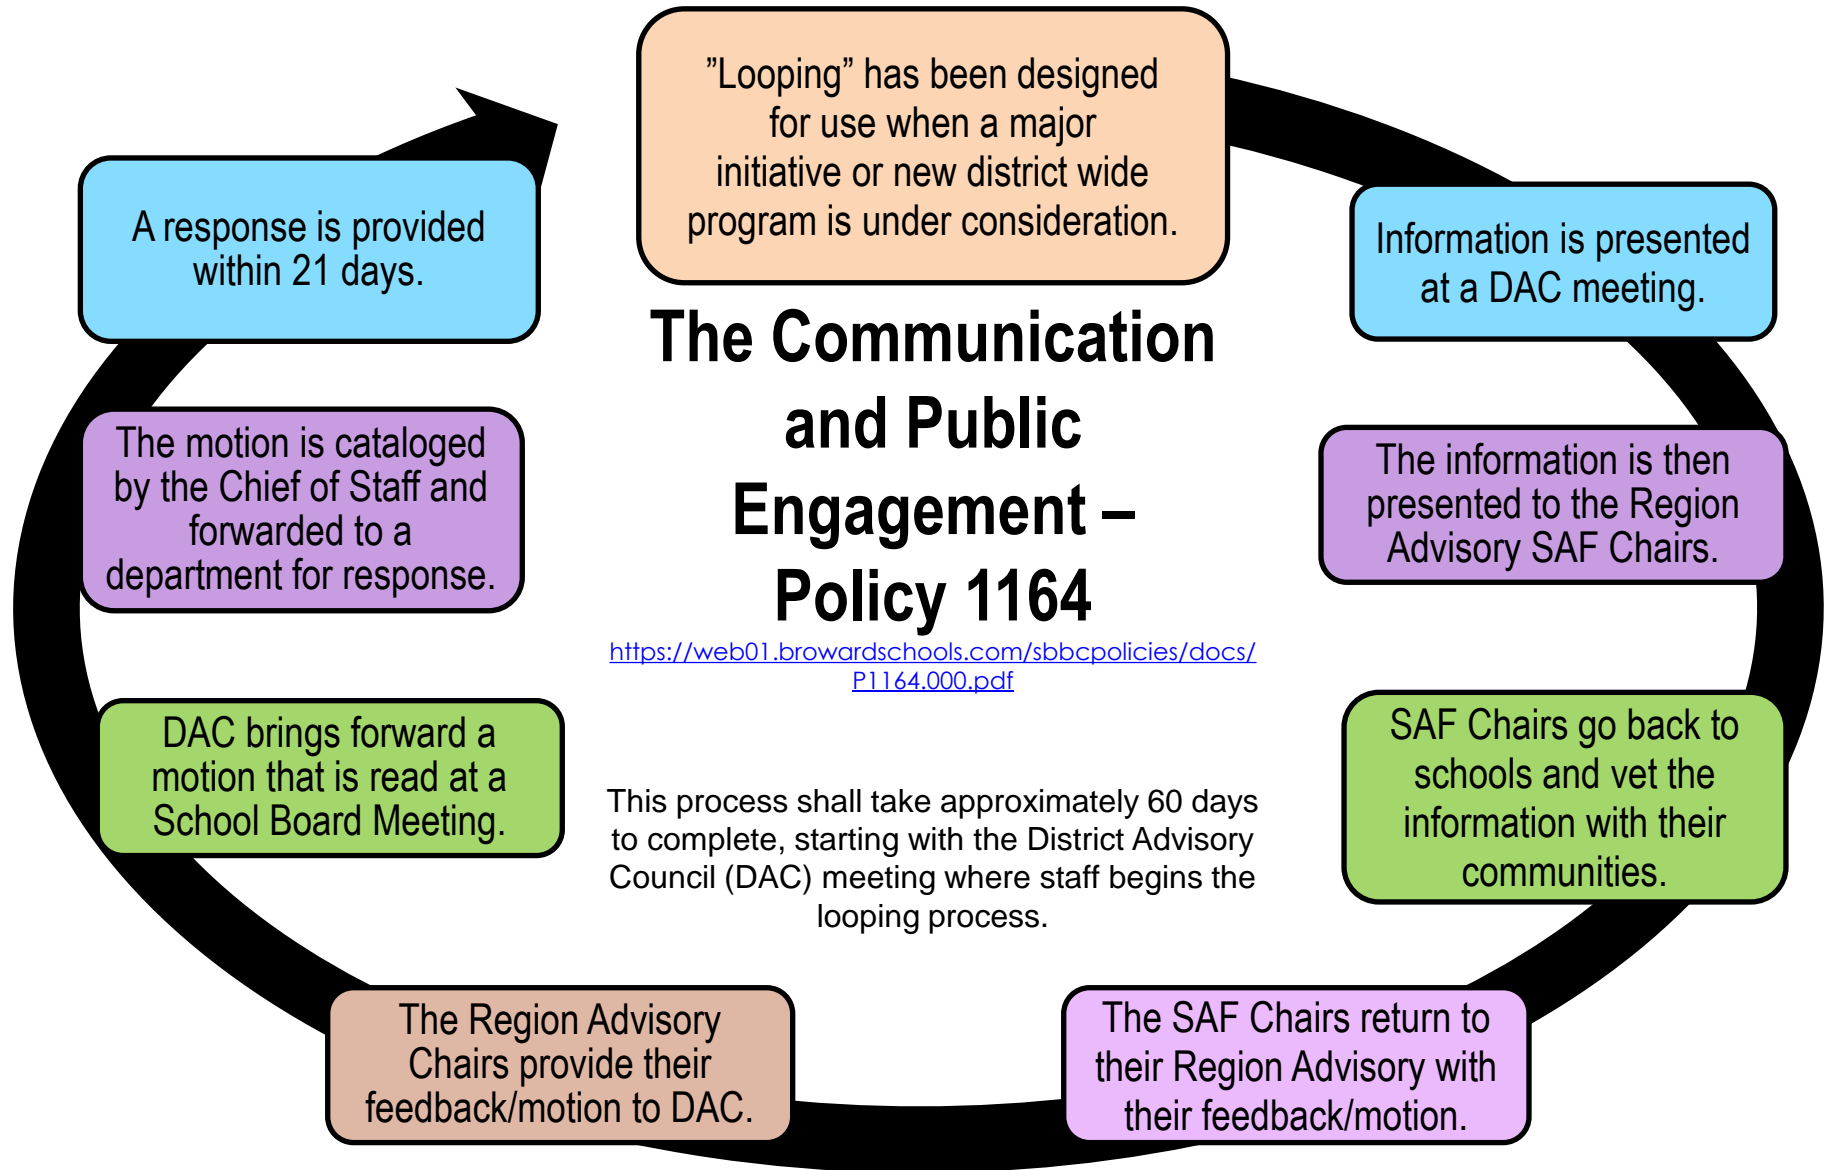 ”Looping” has been designed
for use when a major
initiative or new district wide
program is under consideration.
Information is presented
at a DAC meeting.
The information is then
presented to the Region
Advisory SAF Chairs.
SAF Chairs go back to
schools and vet the
information with their
communities.
The SAF Chairs return to
their Region Advisory with
their feedback/motion.
The Region Advisory
Chairs provide their
feedback/motion to DAC.
DAC brings forward a
motion that is read at a
School Board Meeting.
The motion is cataloged
by the Chief of Staff and
forwarded to a
department for response.
A response is provided
within 21 days.
The Communication
and Public
Engagement –
Policy 1164
https://web01.browardschools.com/sbbcpolicies/docs/
P1164.000.pdf
This process shall take approximately 60 days
to complete, starting with the District Advisory
Council (DAC) meeting where staff begins the
looping process.